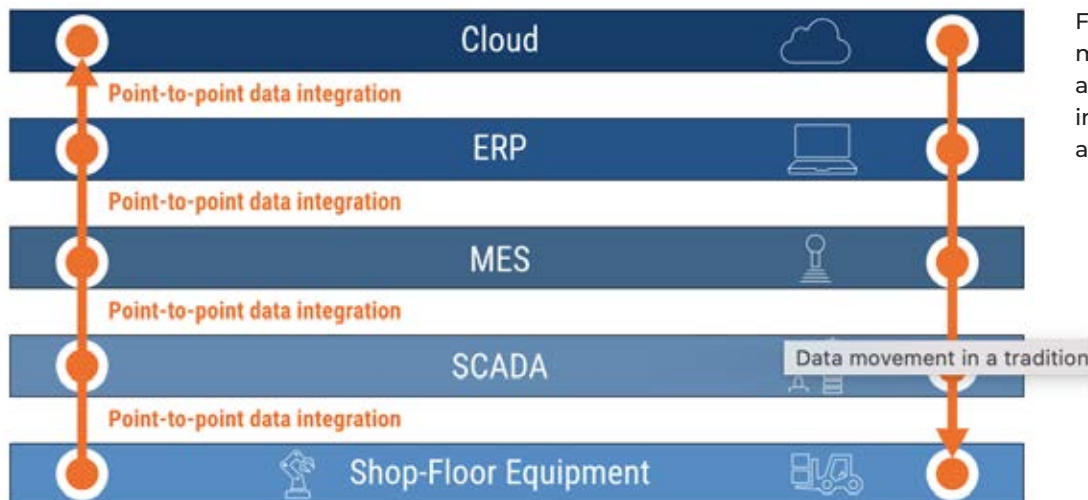 Cloud
Point-to-point data integration
ERP
Point-to-point data integration
MES
Point-to-point data integration
SCADA
Data movement in a tradition
Point-to-point data integration
Shop-Floor Equipment